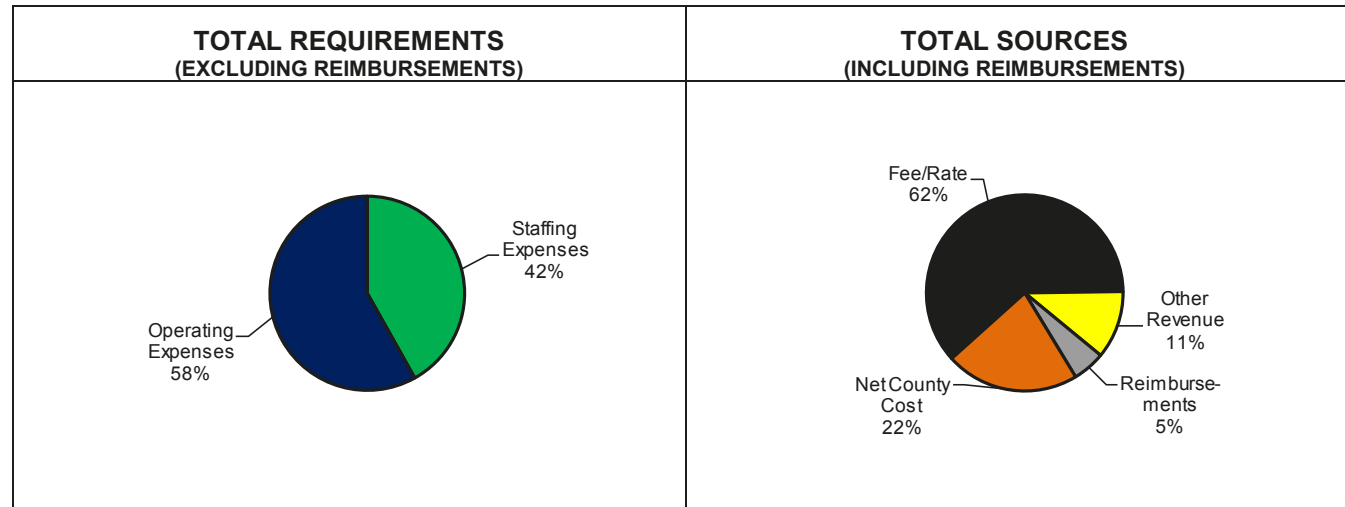 TOTAL REQUIREMENTS
(EXCLUDING REIMBURSEMENTS)
Staffing
Expenses
42%
Operating
Expenses
58%
TOTAL SOURCES
(INCLUDING REIMBURSEMENTS)
Fee/Rate
62%
Other
Revenue
11%
Reimburse-
ments
5%
Net County
Cost
22%